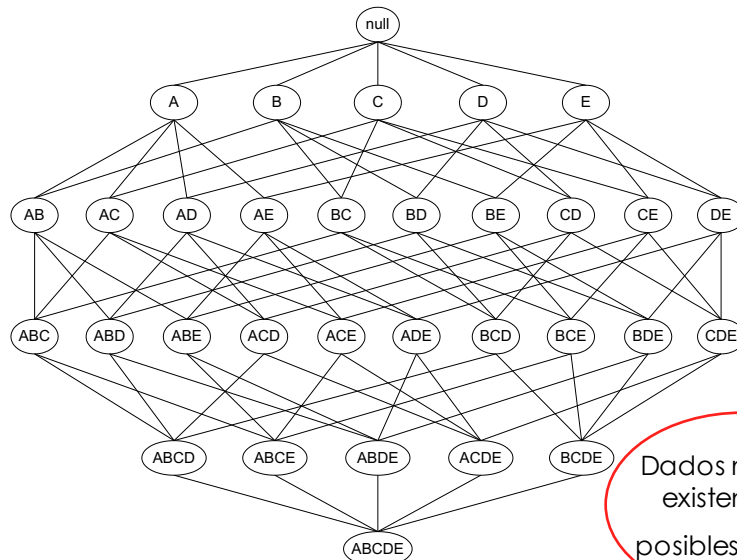 null
A B C D E
AB AC AD AE BC BD BE CD CE DE
ABC ABD ABE ACD ACE ADE BCD BCE BDE CDE
ABCD ABCE ABDE ACDE BCDE
ABCDE
Dados
existen
posibles